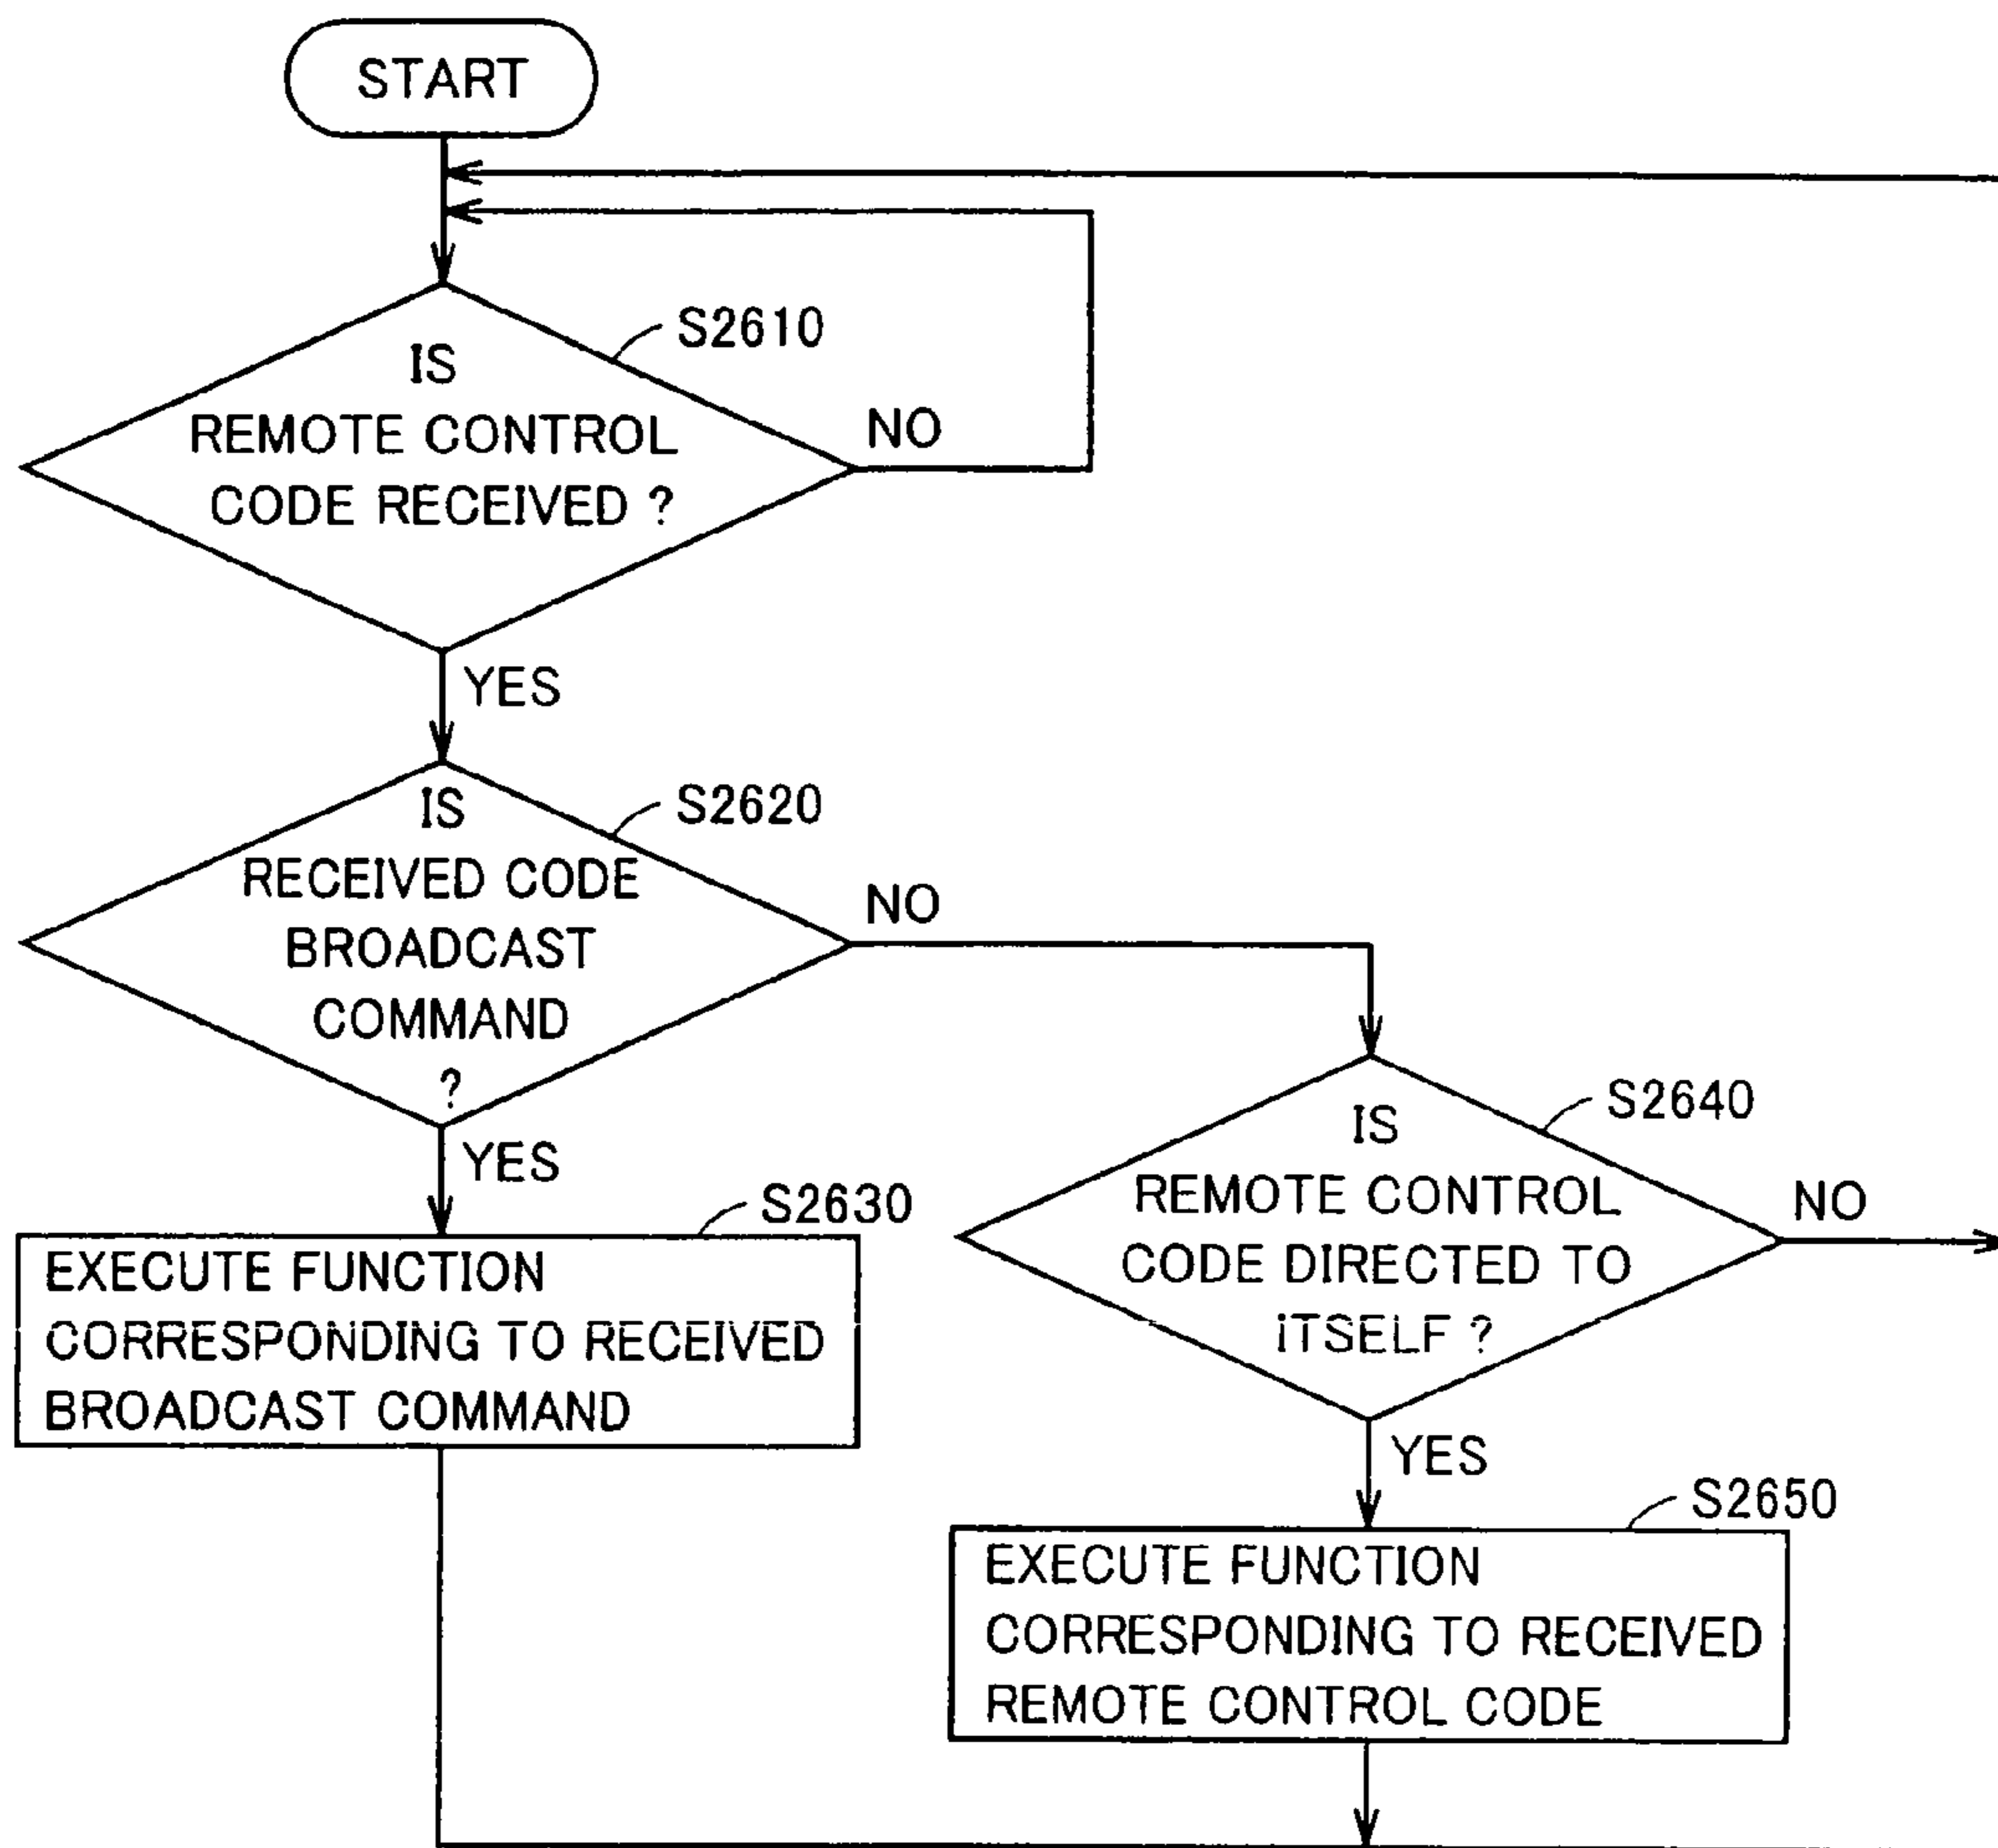 START
S2610
IS
REMOTE CONTROL
CODE RECEIVED ?
NO
YES
S2620
IS
RECEIVED CODE
BROADCAST
COMMAND
?
NO
YES
S2630
EXECUTE FUNCTION
CORRESPONDING TO RECEIVED
BROADCAST COMMAND
S2640
IS
REMOTE CONTROL
CODE DIRECTED TO
ITSELF ?
NO
YES
S2650
EXECUTE FUNCTION
CORRESPONDING TO RECEIVED
REMOTE CONTROL CODE